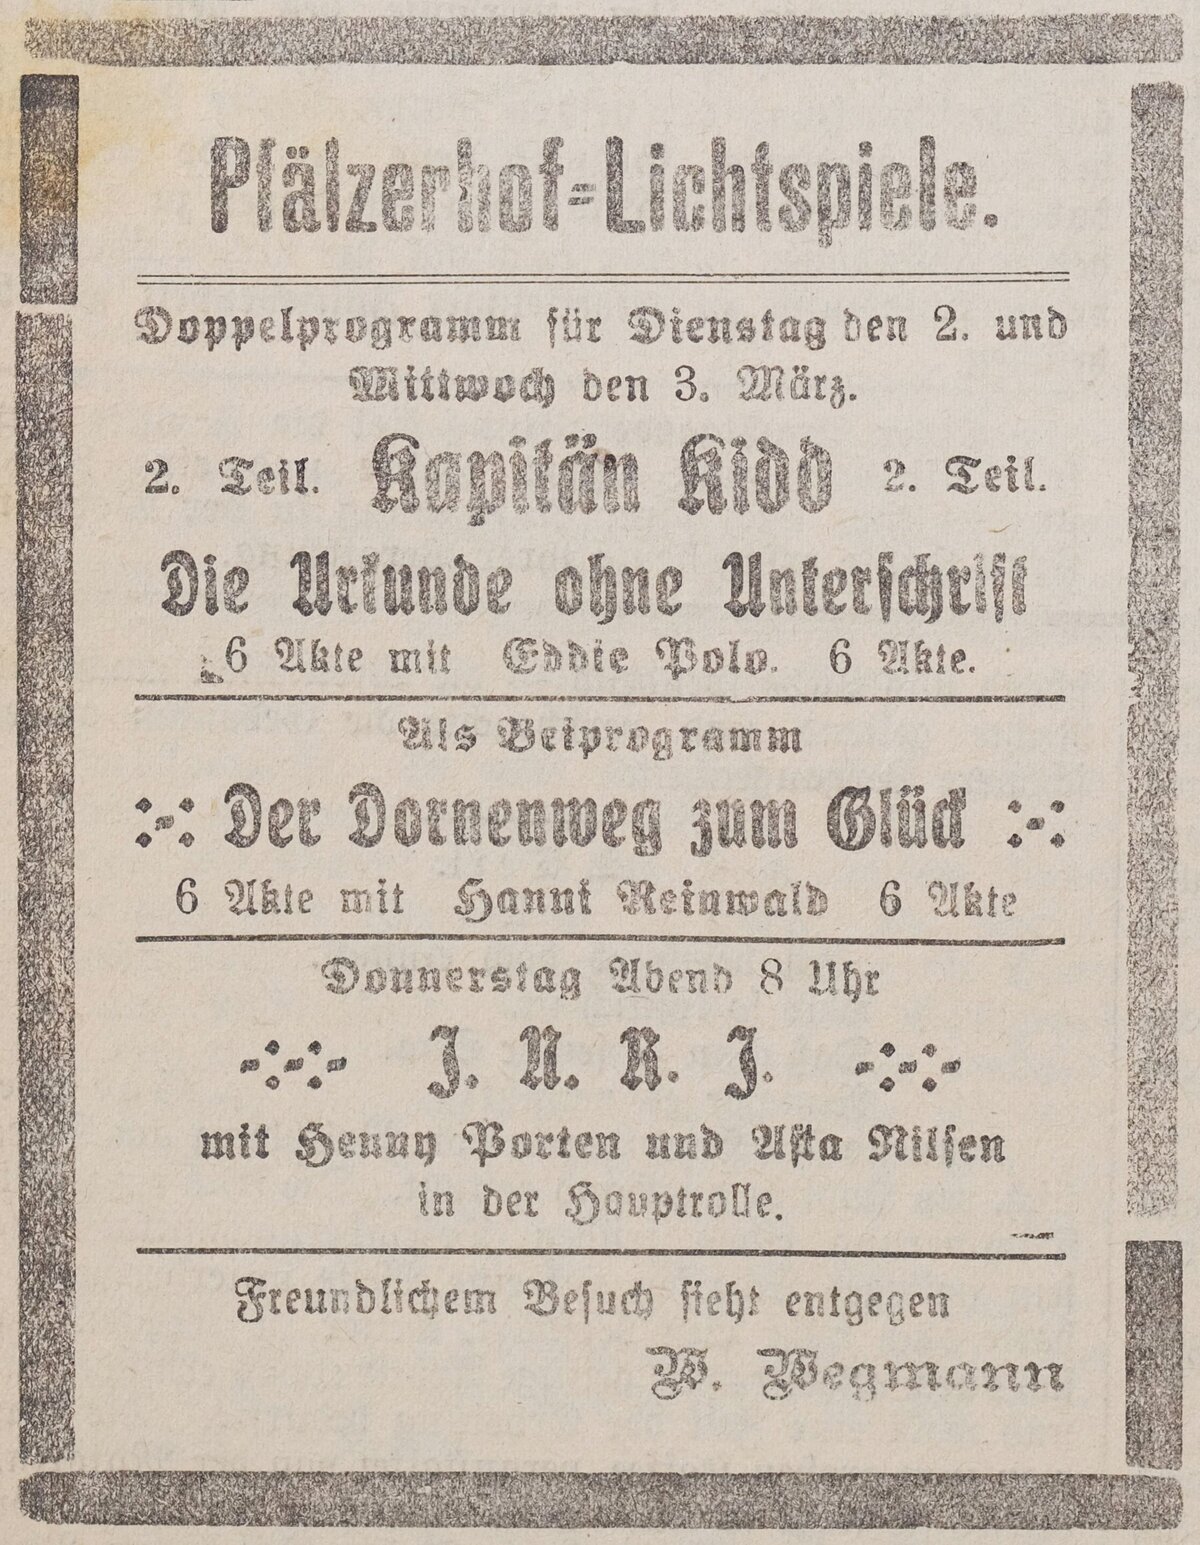 Pfälzerhof-Lichtspiele.
Doppelprogramm für Dienstag den 2. und
Mittwoch den 3. März.
2. Teil. Kapitän Kidd 2. Teil.
Die Urkunde ohne Unterschrift
6 Akte mit Eddie Polo. 6 Akte.
Als Beiprogramm
Der Dornenweg zum Glück
6 Akte mit Hanni Reinwald 6 Akte
Donnerstag Abend 8 Uhr
J. N. R. J.
mit Henny Porten und Asta Nilsen
in der Hauptrolle.
Freundlichem Besuch sieht entgegen
W. Wegmann